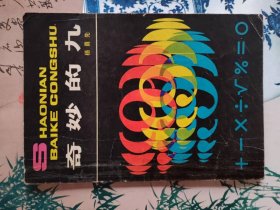 SHAONIAN
BAIKE CONGSHU
奇妙的九
+ − × ÷ √ % = ○